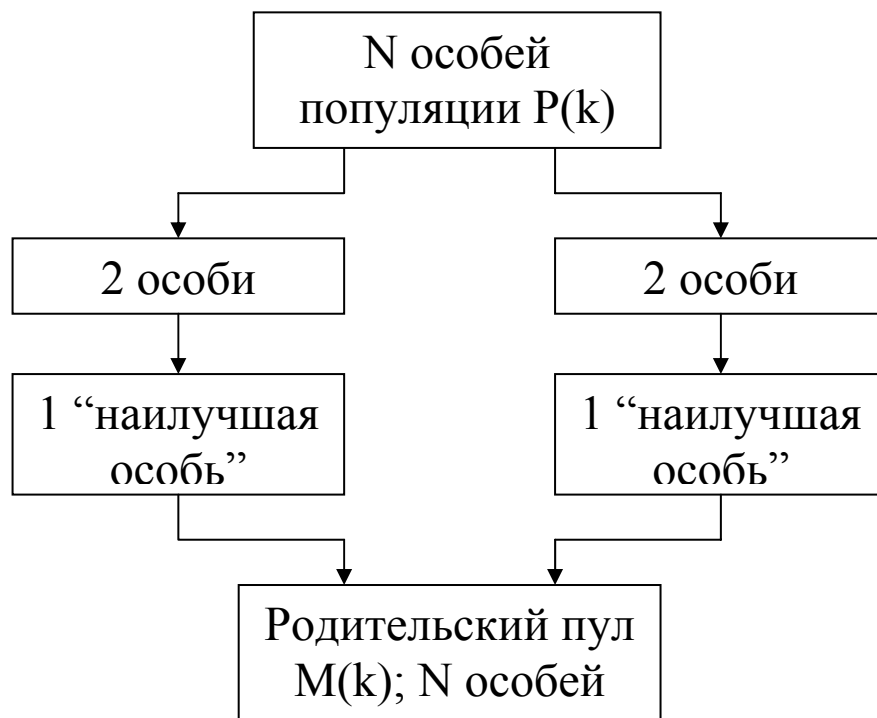 N особей
популяции P(k)
2 особи
2 особи
1 “наилучшая
особь”
1 “наилучшая
особь”
Родительский пул
M(k); N особей